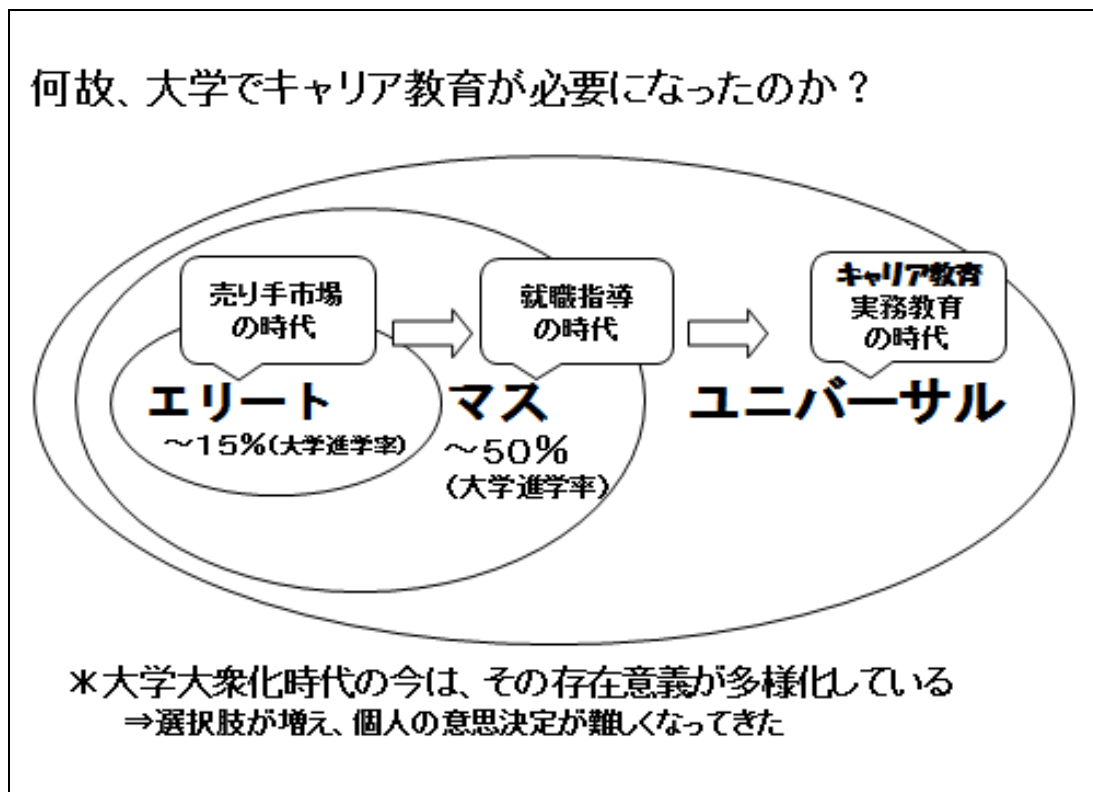 何故、大学でキャリア教育が必要になったのか？
売り手市場
の時代
就職指導
の時代
キャリア教育
実務教育
の時代
エリート
～15％(大学進学率)
マス
～50％
(大学進学率)
ユニバーサル
＊大学大衆化時代の今は、その存在意義が多様化している
⇒選択肢が増え、個人の意思決定が難しくなってきた